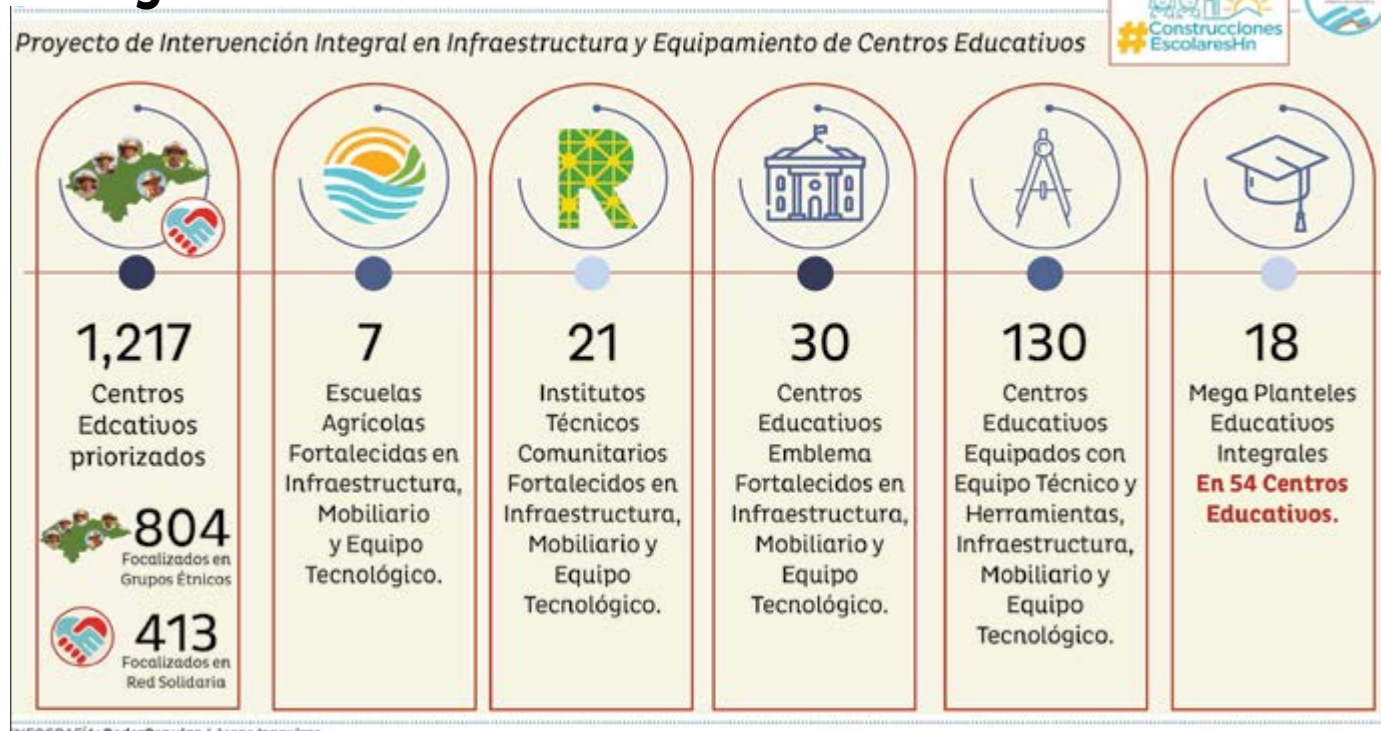 Proyecto de Intervención Integral en Infraestructura y Equipamiento de Centros Educativos
#Construcciones
EscolaresHn
1,217
Centros
Edcativos
priorizados
804
Focalizados en
Grupos Étnicos
413
Focalizados en
Red Solidaria
7
Escuelas
Agrícolas
Fortalecidas en
Infraestructura,
Mobiliario
y Equipo
Tecnológico.
R
21
Institutos
Técnicos
Comunitarios
Fortalecidos en
Infraestructura,
Mobiliario y
Equipo
Tecnológico.
30
Centros
Educativos
Emblema
Fortalecidos en
Infraestructura,
Mobiliario y
Equipo
Tecnológico.
130
Centros
Educativos
Equipados con
Equipo Técnico y
Herramientas,
Infraestructura,
Mobiliario y
Equipo
Tecnológico.
18
Mega Planteles
Educativos
Integrales
En 54 Centros
Educativos.